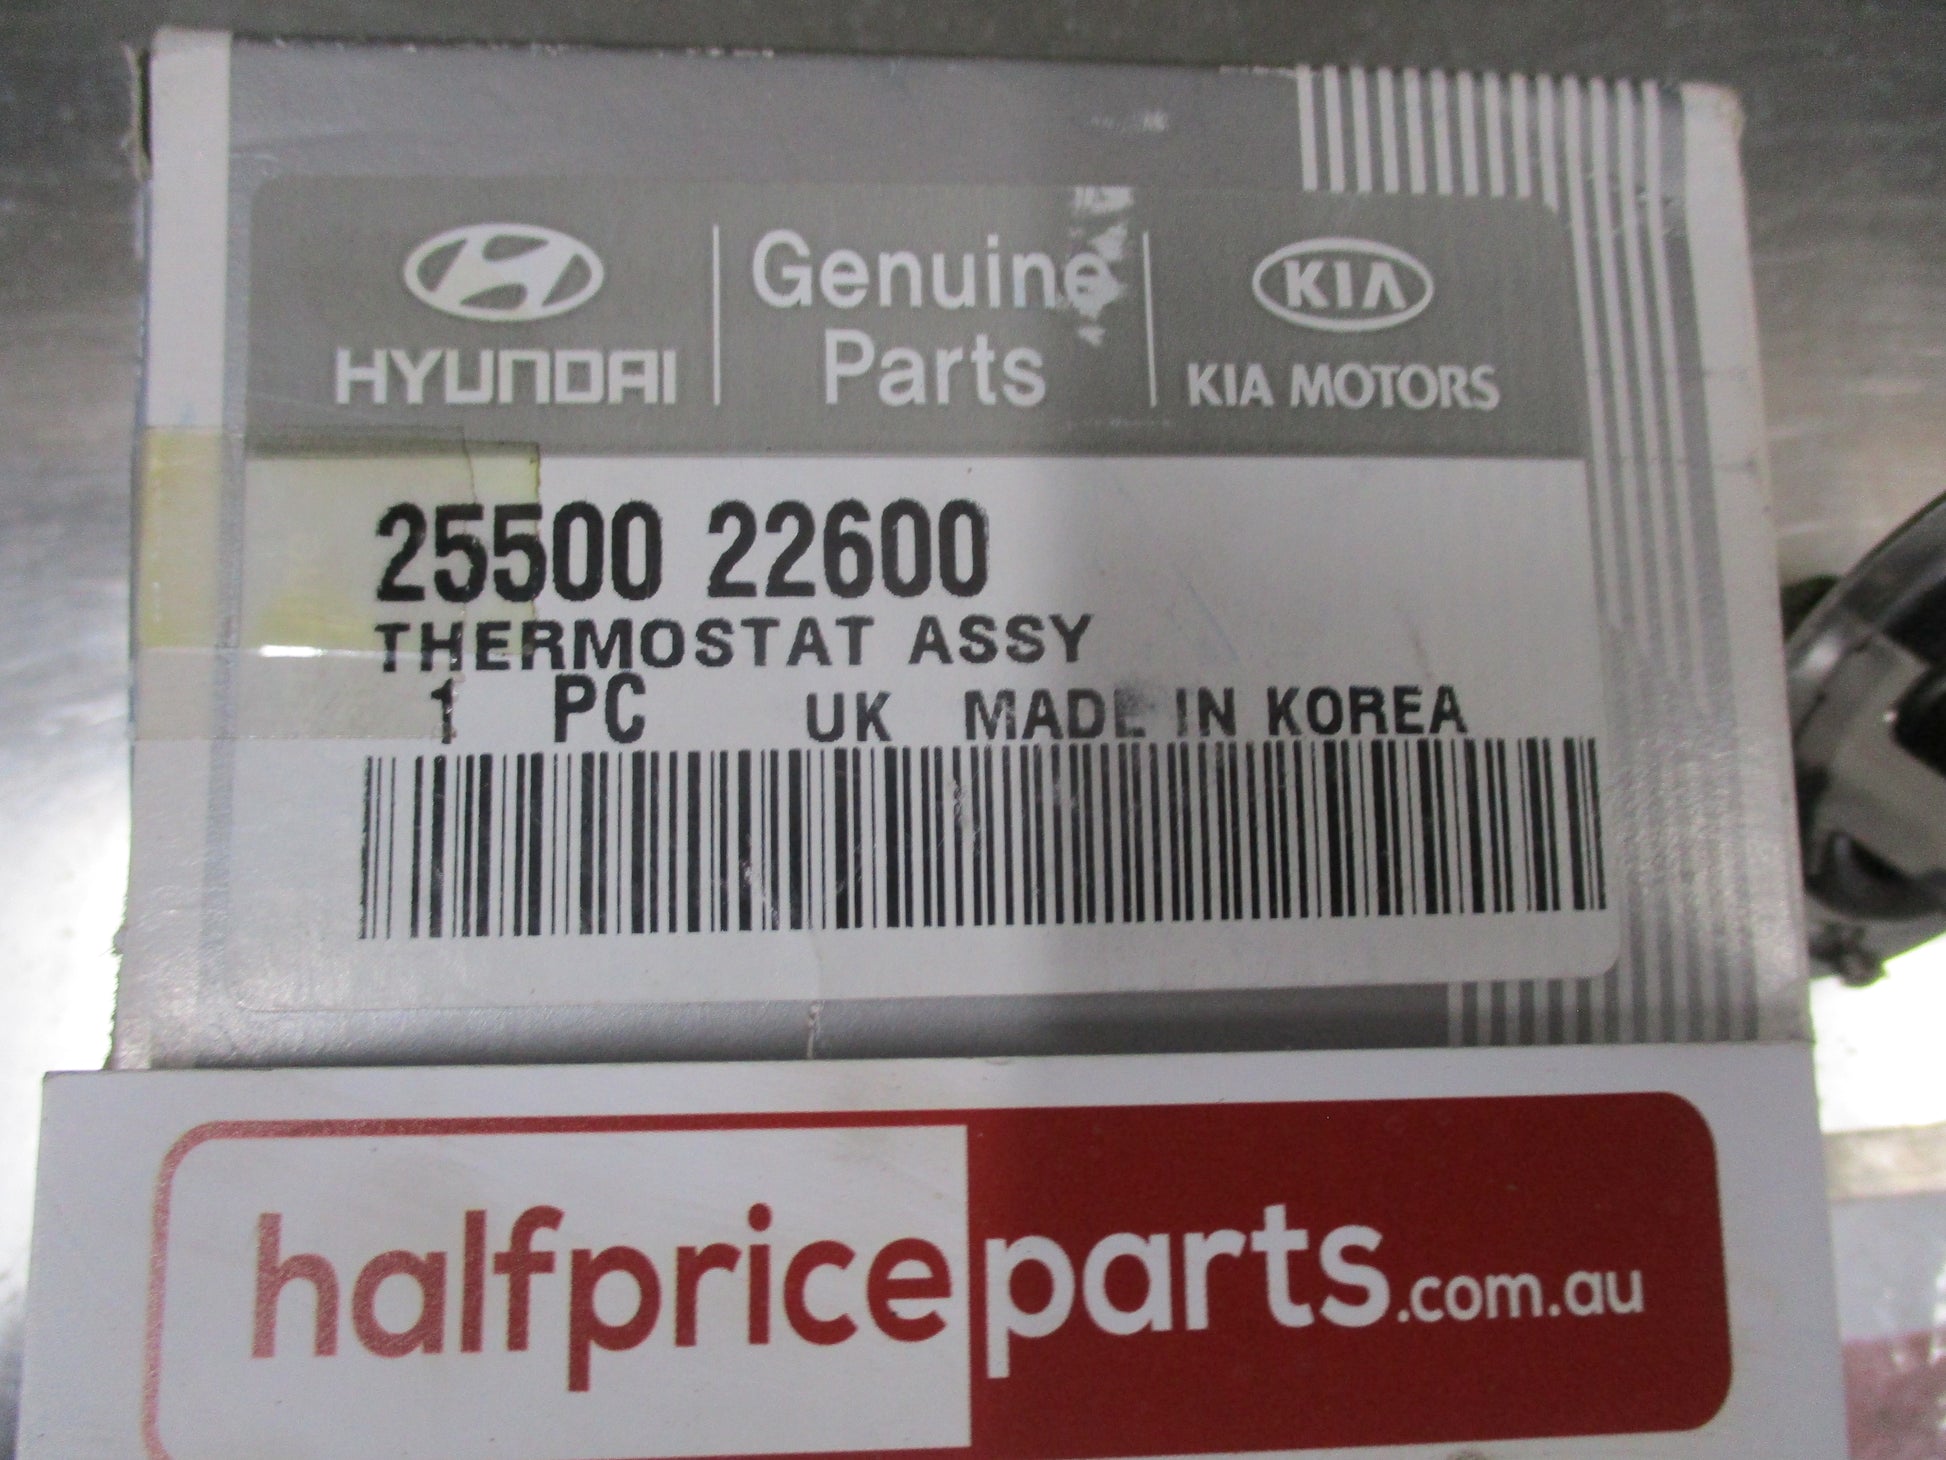 HYUNDAI
Genuine
Parts
KIA
KIA MOTORS
25500 22600
THERMOSTAT ASSY
1 PC UK MADE IN KOREA
halfpriceparts.com.au